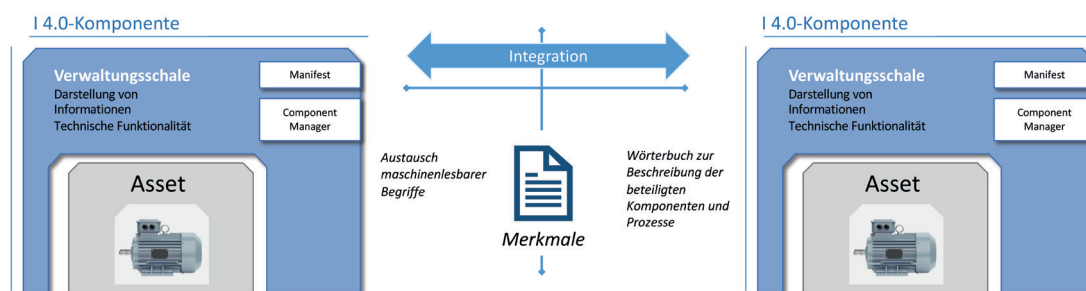 I 4.0-Komponente
Verwaltungsschale
Darstellung von
Informationen
Technische Funktionalität
Manifest
Component
Manager
Asset
Integration
Austausch
maschinenlesbarer
Begriffe
Merkmale
Wörterbuch zur
Beschreibung der
beteiligten
Komponenten und
Prozesse
I 4.0-Komponente
Verwaltungsschale
Darstellung von
Informationen
Technische Funktionalität
Manifest
Component
Manager
Asset